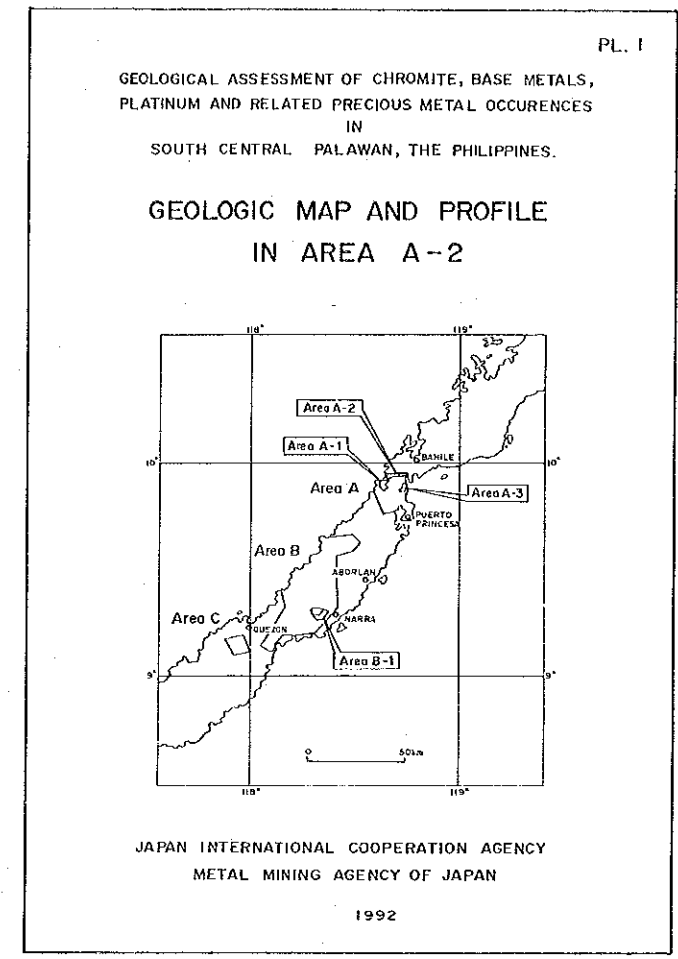 PL. I
GEOLOGICAL ASSESSMENT OF CHROMITE, BASE METALS,
PLATINUM AND RELATED PRECIOUS METAL OCCURENCES
IN
SOUTH CENTRAL PALAWAN, THE PHILIPPINES.
GEOLOGIC MAP AND PROFILE
IN AREA A-2
118° 119°
Area A-2
Area A-1
BAHILE
10° 10°
Area A
Area A-3
PUERTO
PRINCESA
Area B
ABORLAN
Area C
QUEZON
NARRA
Area B-1
9° 9°
0 50km
118° 119°
JAPAN INTERNATIONAL COOPERATION AGENCY
METAL MINING AGENCY OF JAPAN
1992